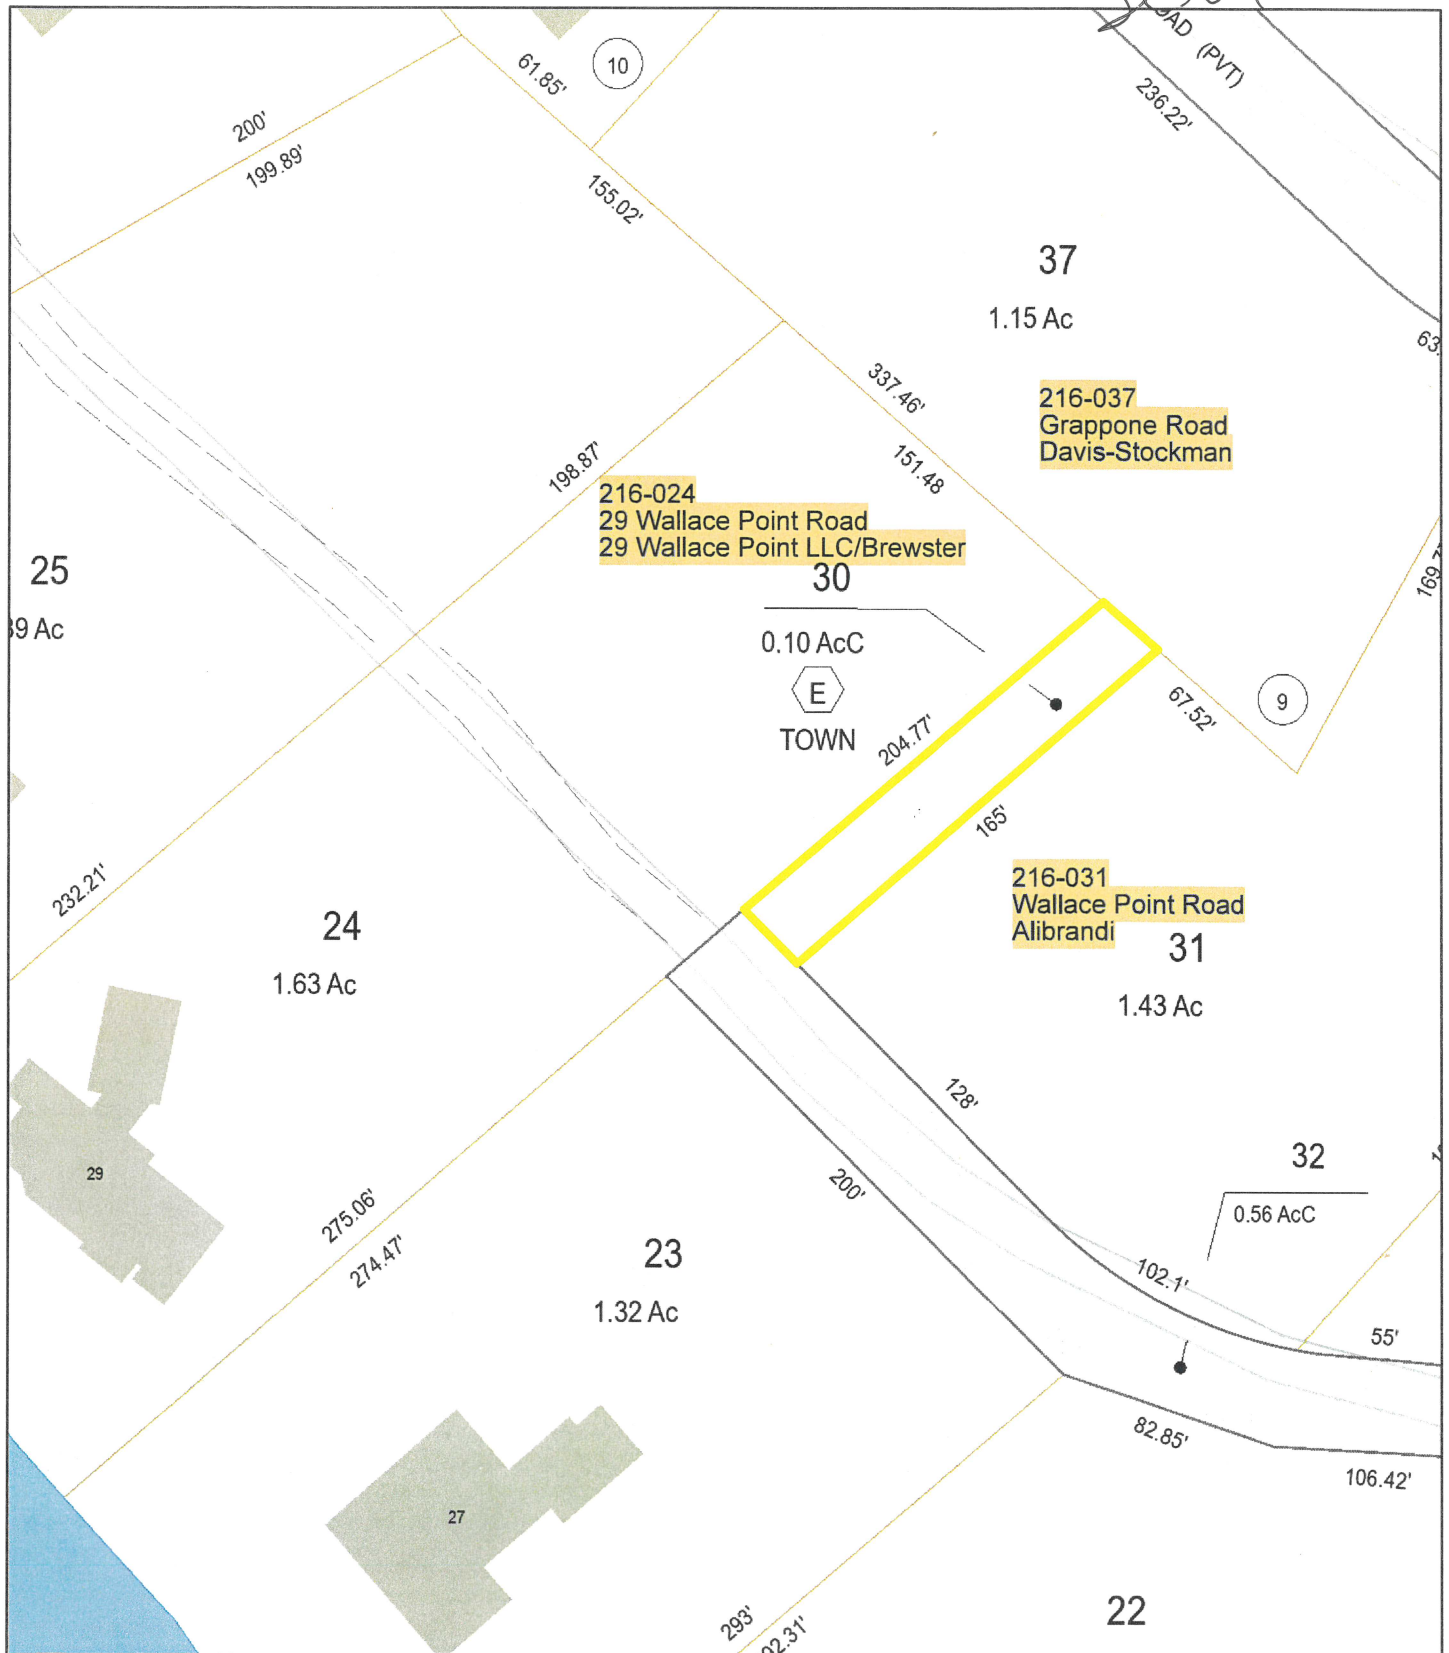 (PVT)
10
61.85'
236.22'
200'
199.89'
155.02'
37
1.15 Ac
337.46'
216-037
Grappone Road
Davis-Stockman
151.48
198.87'
216-024
29 Wallace Point Road
29 Wallace Point LLC/Brewster
25
30
0.10 AcC
E
TOWN
9
67.52'
204.77'
165'
216-031
Wallace Point Road
Alibrandi
31
1.43 Ac
232.21'
24
1.63 Ac
128'
32
0.56 AcC
29
200'
275.06'
274.47'
23
1.32 Ac
102.1'
55'
82.85'
106.42'
27
22
293'